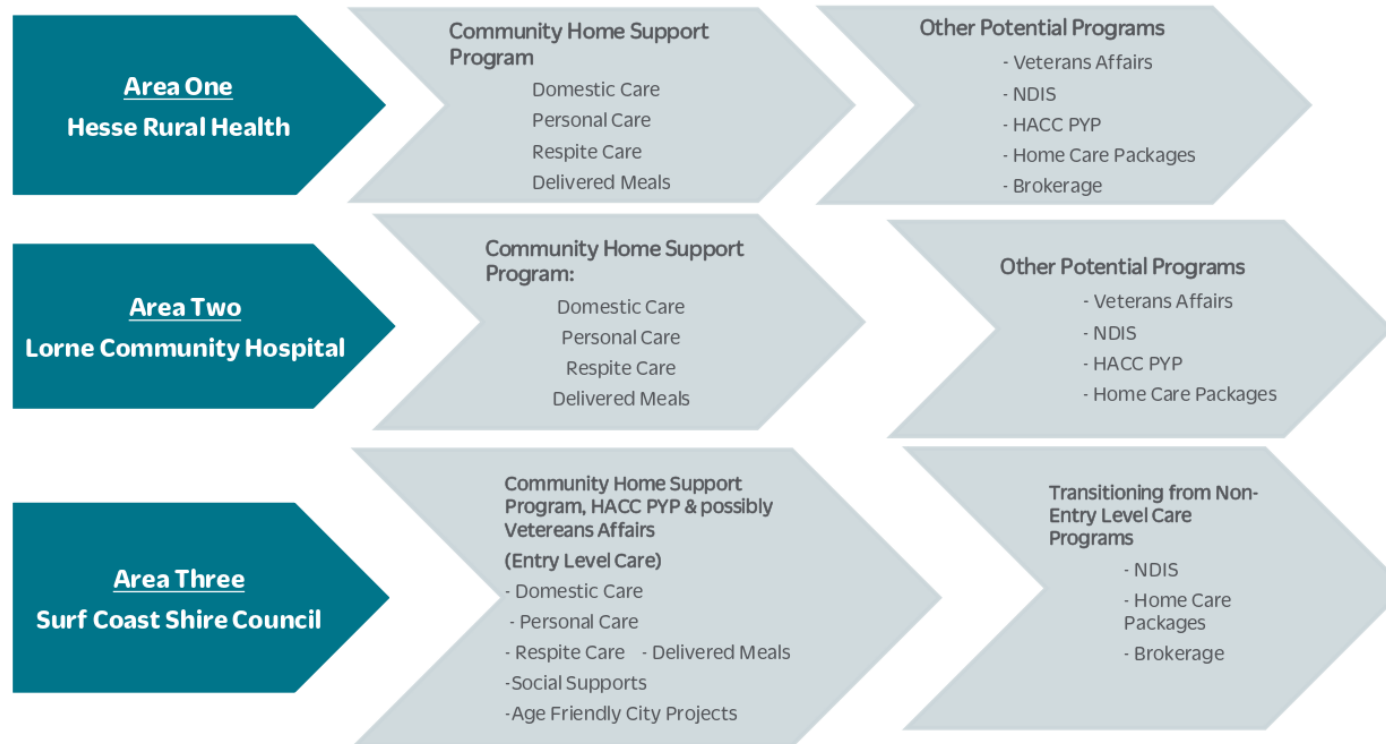 Area One
Hesse Rural Health
Community Home Support
Program
Domestic Care
Personal Care
Respite Care
Delivered Meals
Other Potential Programs
- Veterans Affairs
- NDIS
- HACC PYP
- Home Care Packages
- Brokerage
Area Two
Lorne Community Hospital
Community Home Support
Program:
Domestic Care
Personal Care
Respite Care
Delivered Meals
Other Potential Programs
- Veterans Affairs
- NDIS
- HACC PYP
- Home Care Packages
Area Three
Surf Coast Shire Council
Community Home Support
Program, HACC PYP & possibly
Vetereans Affairs
(Entry Level Care)
- Domestic Care
- Personal Care
- Respite Care - Delivered Meals
-Social Supports
-Age Friendly City Projects
Transitioning from Non-
Entry Level Care
Programs
- NDIS
- Home Care
Packages
- Brokerage